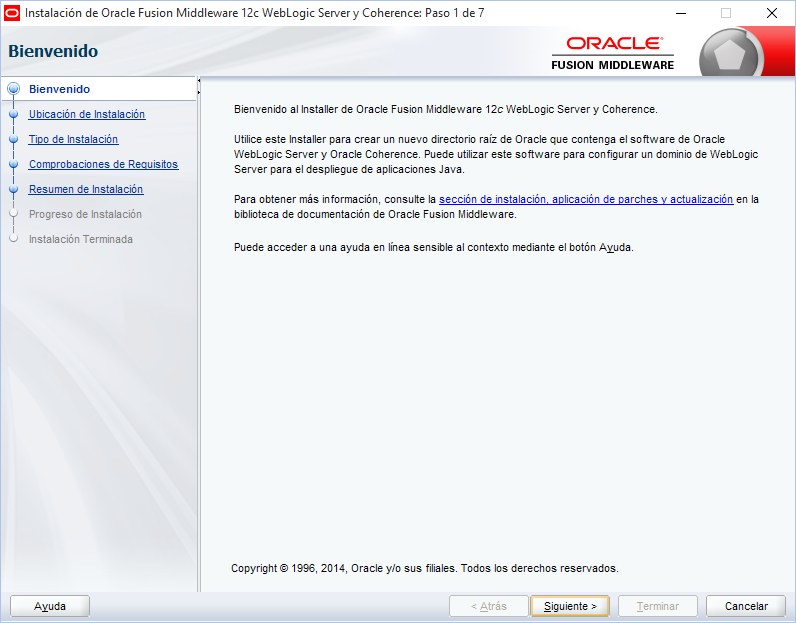 Instalación de Oracle Fusion Middleware 12c WebLogic Server y Coherence: Paso 1 de 7
Bienvenido
ORACLE®
FUSION MIDDLEWARE
Bienvenido
Ubicación de Instalación
Tipo de Instalación
Comprobaciones de Requisitos
Resumen de Instalación
Progreso de Instalación
Instalación Terminada
Bienvenido al Installer de Oracle Fusion Middleware 12c WebLogic Server y Coherence.
Utilice este Installer para crear un nuevo directorio raíz de Oracle que contenga el software de Oracle
WebLogic Server y Oracle Coherence. Puede utilizar este software para configurar un dominio de WebLogic
Server para el despliegue de aplicaciones Java.
Para obtener más información, consulte la sección de instalación, aplicación de parches y actualización en la
biblioteca de documentación de Oracle Fusion Middleware.
Puede acceder a una ayuda en línea sensible al contexto mediante el botón Ayuda.
Copyright © 1996, 2014, Oracle y/o sus filiales. Todos los derechos reservados.
Ayuda
< Atrás
Siguiente >
Terminar
Cancelar